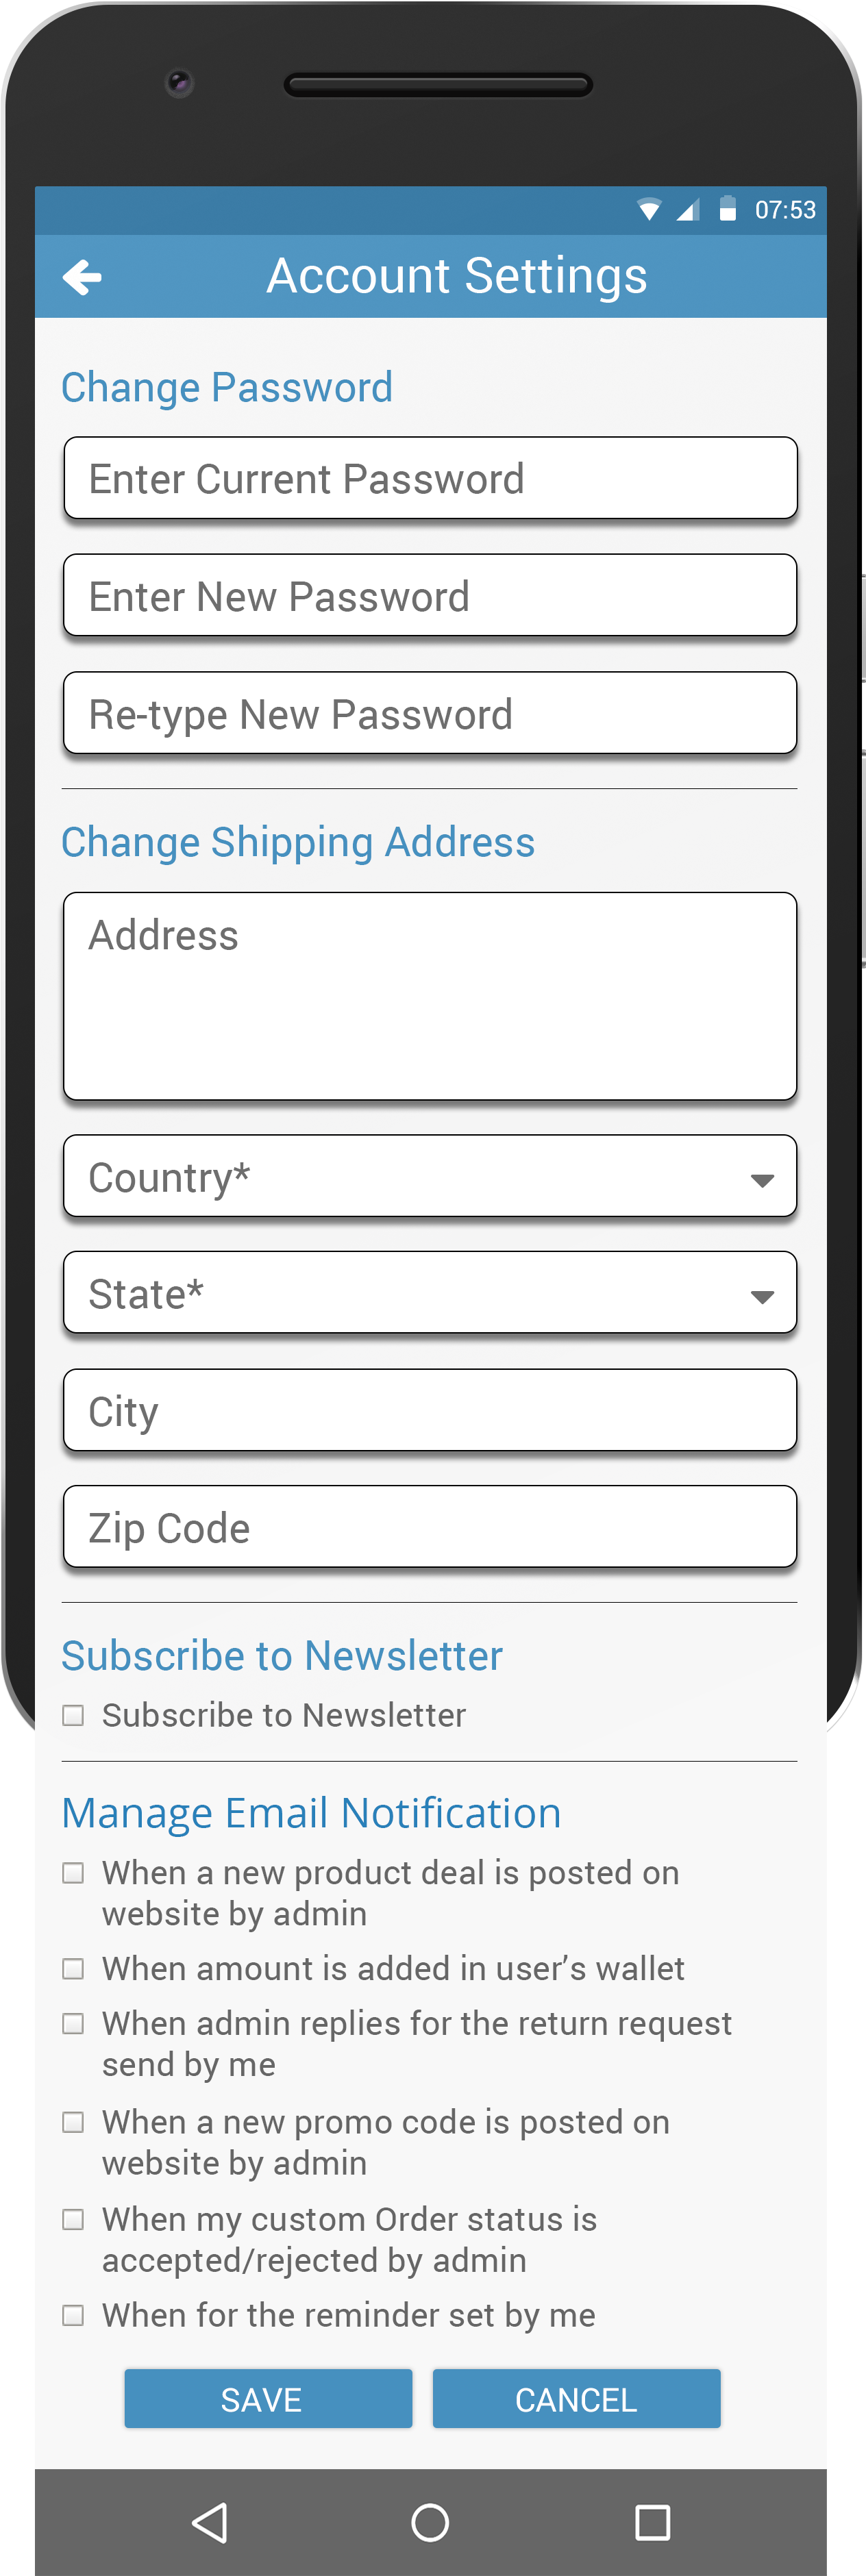 07:53
Account Settings
Change Password
Enter Current Password
Enter New Password
Re-type New Password
Change Shipping Address
Address
Country*
State*
City
Zip Code
Subscribe to Newsletter
Subscribe to Newsletter
Manage Email Notification
When a new product deal is posted on
website by admin
When amount is added in user’s wallet
When admin replies for the return request
send by me
When a new promo code is posted on
website by admin
When my custom Order status is
accepted/rejected by admin
When for the reminder set by me
SAVE
CANCEL